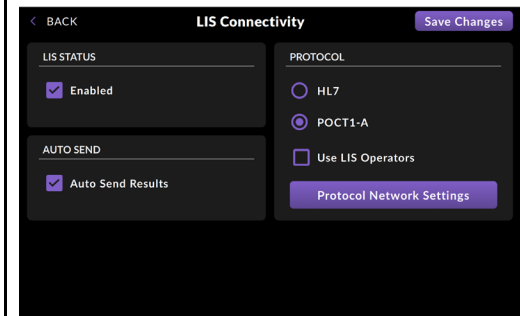 BACK
LIS Connectivity
Save Changes
LIS STATUS
Enabled
AUTO SEND
Auto Send Results
PROTOCOL
HL7
POCT1-A
Use LIS Operators
Protocol Network Settings